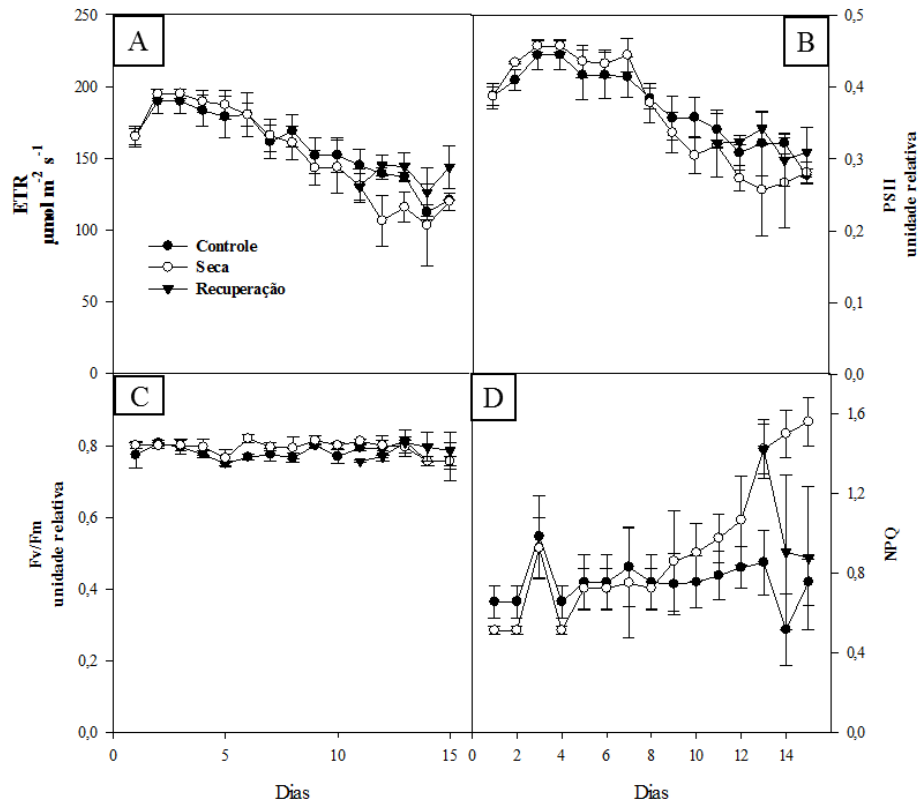 250
200
150
100
50
0
ETR
µmol m⁻² s⁻¹
A
Controle
Seca
Recuperação
B
0,5
0,4
0,3
0,2
0,1
0,0
PSII
unidade relativa
C
0,8
0,6
0,4
0,2
0,0
Fv/Fm
unidade relativa
0
5
10
15
Dias
D
1,6
1,2
0,8
0,4
0,0
NPQ
0
2
4
6
8
10
12
14
Dias